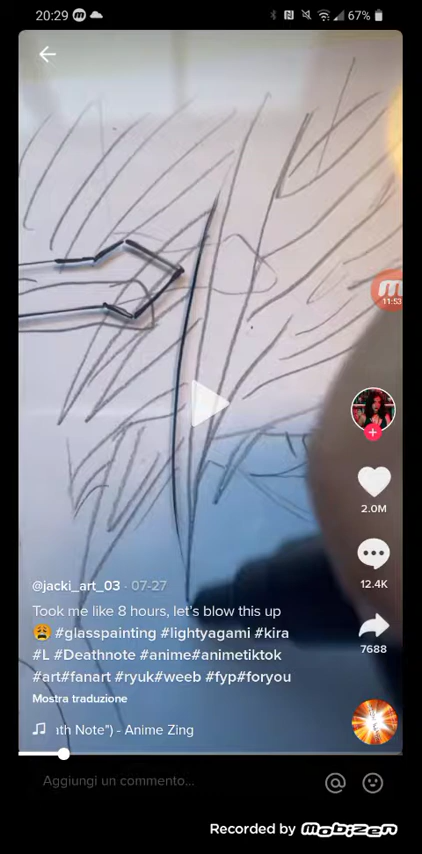 20:29
67%
11:53
2.0M
12.4K
7688
@jacki_art_03 · 07-27
Took me like 8 hours, let's blow this up
😩 #glasspainting #lightyagami #kira
#L #Deathnote #anime#animetiktok
#art#fanart #ryuk#weeb #fyp#foryou
Mostra traduzione
ath Note") - Anime Zing
Aggiungi un commento...
Recorded by Mobizen